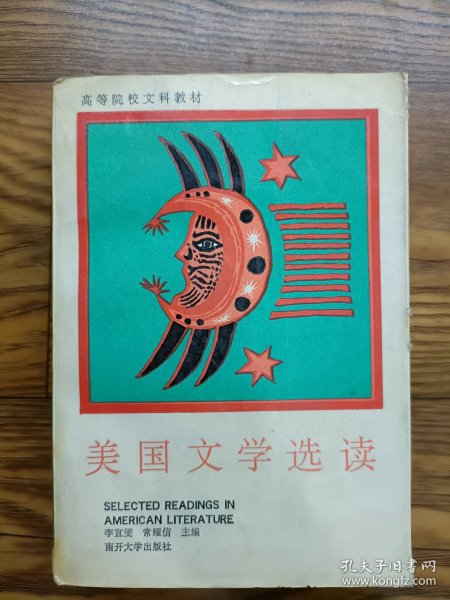 高等院校文科教材
美国文学选读
SELECTED READINGS IN
AMERICAN LITERATURE
李宜燮 常耀信 主编
南开大学出版社
孔夫子旧书网
www.kongfz.com